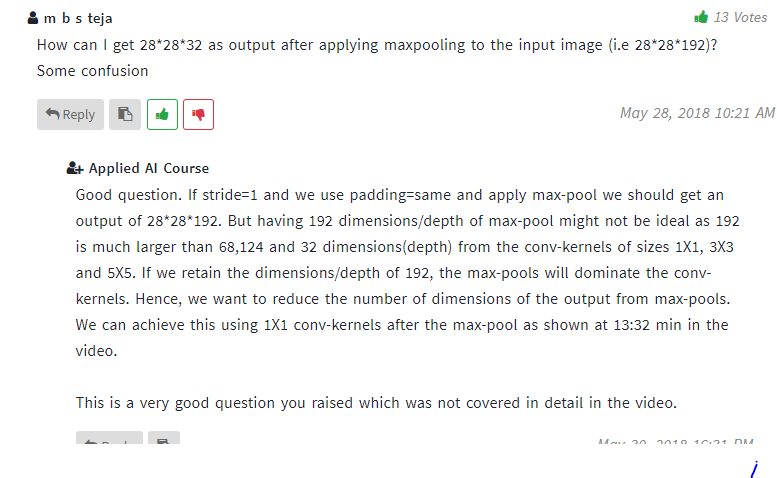 m b s teja
13 Votes
How can I get 28*28*32 as output after applying maxpooling to the input image (i.e 28*28*192)?
Some confusion
Reply
May 28, 2018 10:21 AM
Applied AI Course
Good question. If stride=1 and we use padding=same and apply max-pool we should get an
output of 28*28*192. But having 192 dimensions/depth of max-pool might not be ideal as 192
is much larger than 68,124 and 32 dimensions(depth) from the conv-kernels of sizes 1X1, 3X3
and 5X5. If we retain the dimensions/depth of 192, the max-pools will dominate the conv-
kernels. Hence, we want to reduce the number of dimensions of the output from max-pools.
We can achieve this using 1X1 conv-kernels after the max-pool as shown at 13:32 min in the
video.
This is a very good question you raised which was not covered in detail in the video.